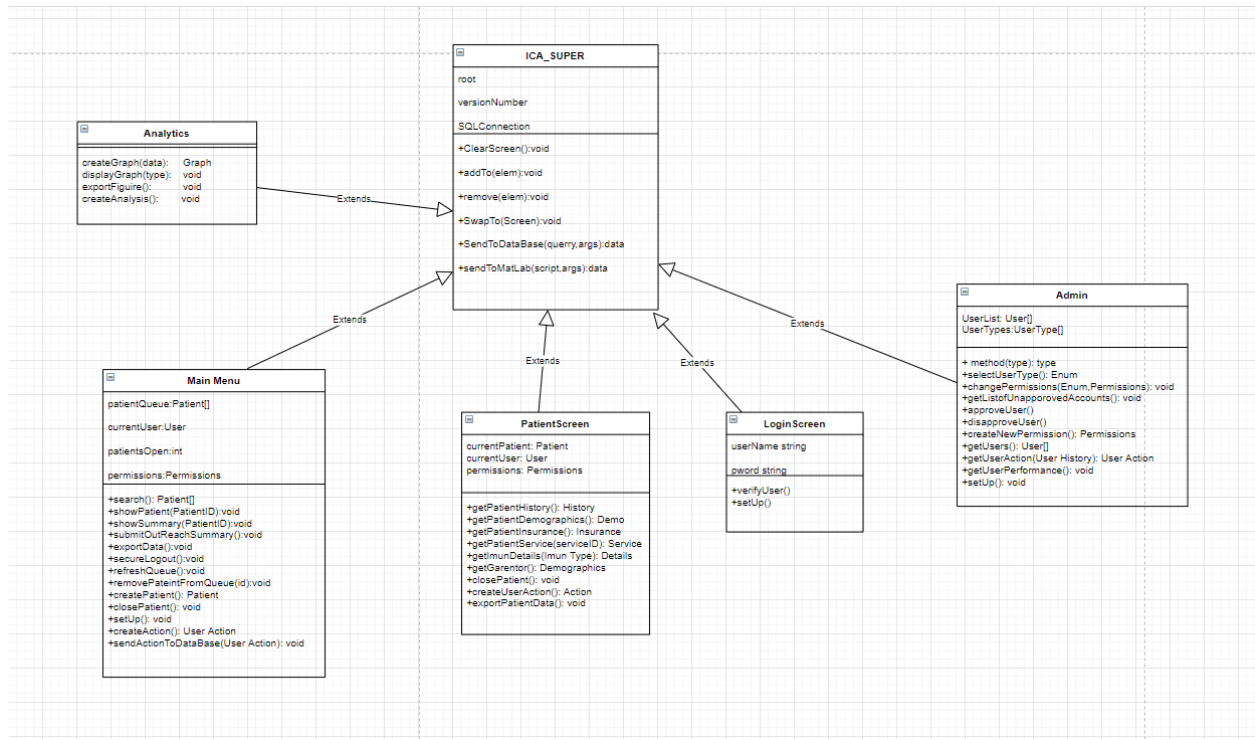 ICA_SUPER
root
versionNumber
SQLConnection
+ClearScreen():void
+addTo(elem):void
+remove(elem):void
+SwapTo(Screen):void
+SendToDataBase(querry,args):data
+sendToMatLab(script,args):data
Analytics
createGraph(data): Graph
displayGraph(type): void
exportFiguire(): void
createAnalysis(): void
Extends
Extends
Extends
Extends
Extends
Main Menu
patientQueue:Patient[]
currentUser:User
patientsOpen:int
permissions:Permissions
+search(): Patient[]
+showPatient(PatientID):void
+showSummary(PatientID):void
+submitOutReachSummary():void
+exportData():void
+secureLogout():void
+refreshQueue():void
+removePateintFromQueue(id):void
+createPatient(): Patient
+closePatient(): void
+setUp(): void
+createAction(): User Action
+sendActionToDataBase(User Action): void
PatientScreen
currentPatient: Patient
currentUser: User
permissions: Permissions
+getPatientHistory(): History
+getPatientDemographics(): Demo
+getPatientInsurance(): Insurance
+getPatientService(serviceID): Service
+getImunDetails(Imun Type): Details
+getGarentor(): Demographics
+closePatient(): void
+createUserAction(): Action
+exportPatientData(): void
LoginScreen
userName string
pword string
+verifyUser()
+setUp()
Admin
UserList: User[]
UserTypes:UserType[]
+ method(type): type
+selectUserType(): Enum
+changePermissions(Enum,Permissions): void
+getListofUnapporovedAccounts(): void
+approveUser()
+disapproveUser()
+createNewPermission(): Permissions
+getUsers(): User[]
+getUserAction(User History): User Action
+getUserPerformance(): void
+setUp(): void